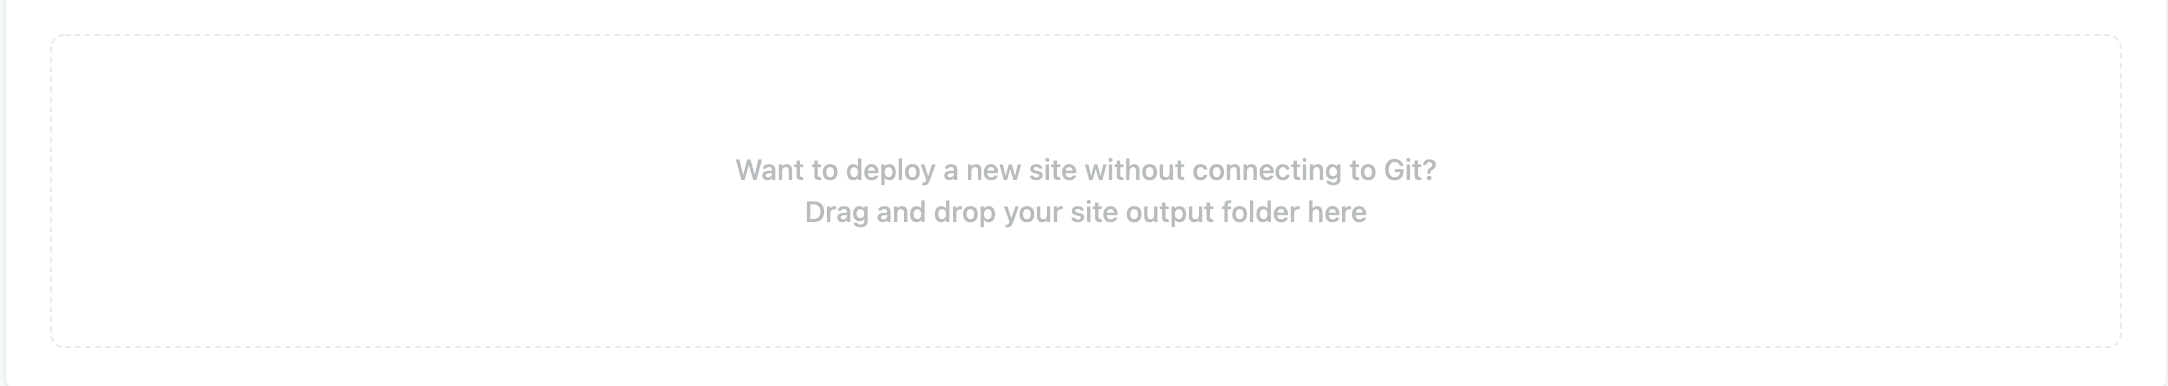 Want to deploy a new site without connecting to Git?
Drag and drop your site output folder here